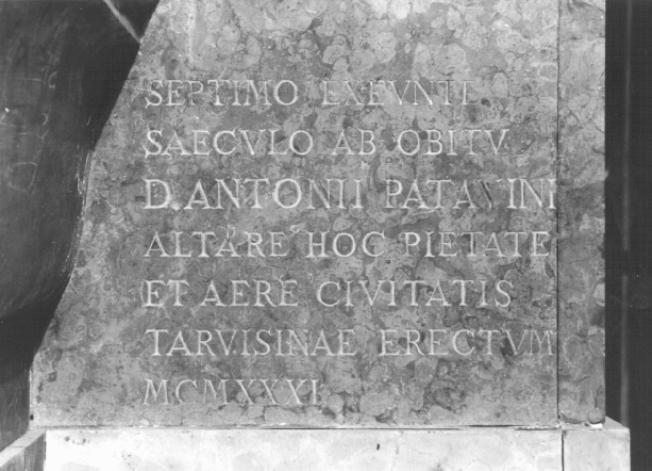 SEPTIMO EXEVNTE
SAECVLO AB OBITV
D. ANTONII PATAVINI
ALTARE HOC PIETATE
ET AERE CIVITATIS
TARVISINAE ERECTVM
MCMXXXI